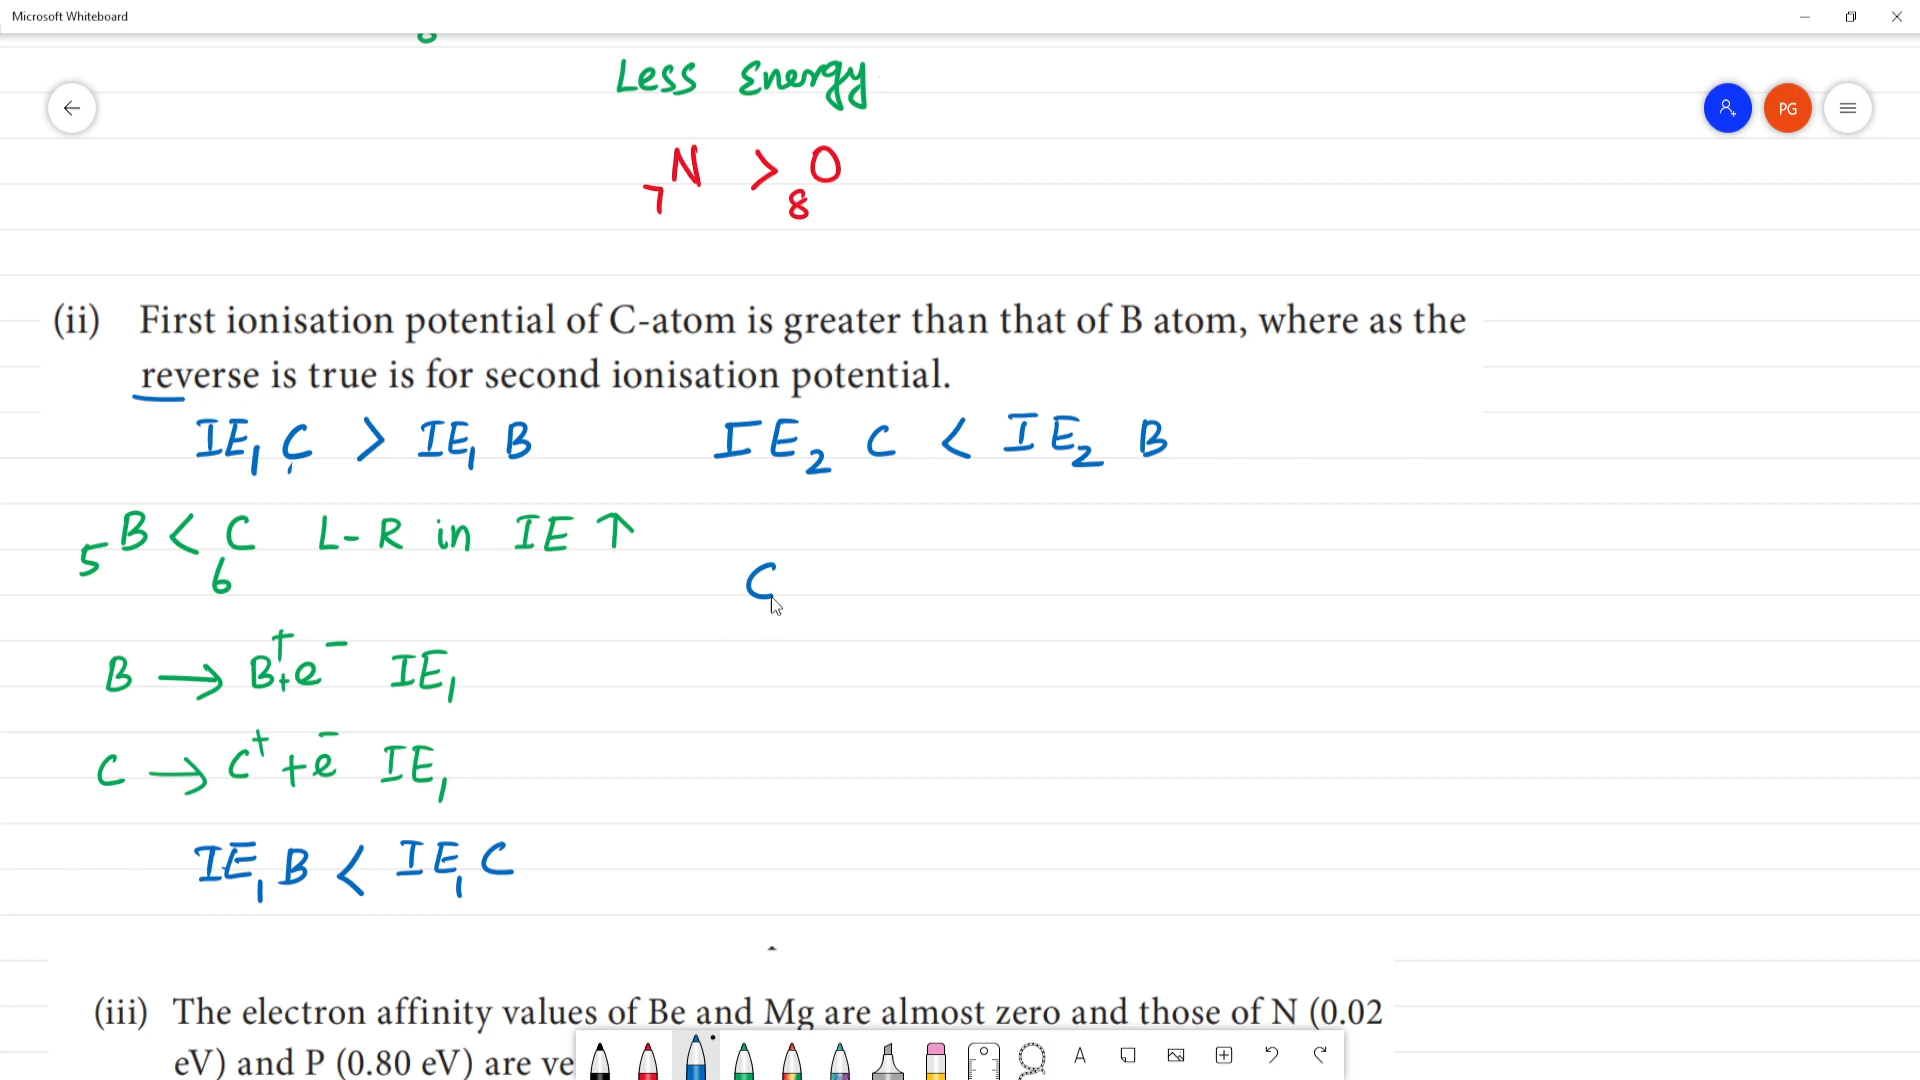 Microsoft Whiteboard
Less Energy
PG
7N > 8O
(ii) First ionisation potential of C-atom is greater than that of B atom, where as the
reverse is true is for second ionisation potential.
IE1 C > IE1 B IE2 C < IE2 B
5B < 6C L-R in IE ↑
C
B → B+ + e- IE1
C → C+ + e- IE1
IE1 B < IE1 C
(iii) The electron affinity values of Be and Mg are almost zero and those of N (0.02
eV) and P (0.80 eV) are ve
A